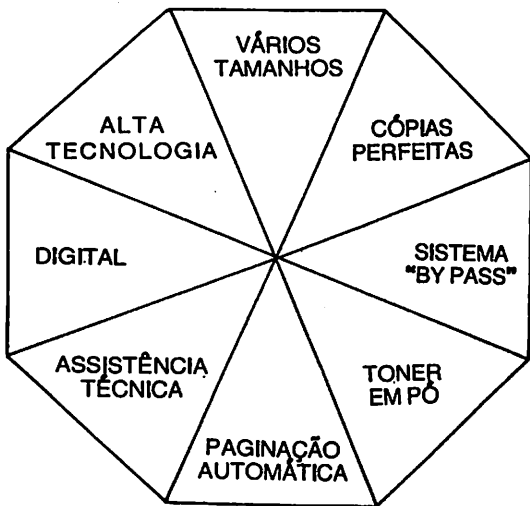 VÁRIOS
TAMANHOS
CÓPIAS
PERFEITAS
SISTEMA
"BY PASS"
TONER
EM PÓ
PAGINAÇÃO
AUTOMÁTICA
ASSISTÊNCIA
TÉCNICA
DIGITAL
ALTA
TECNOLOGIA